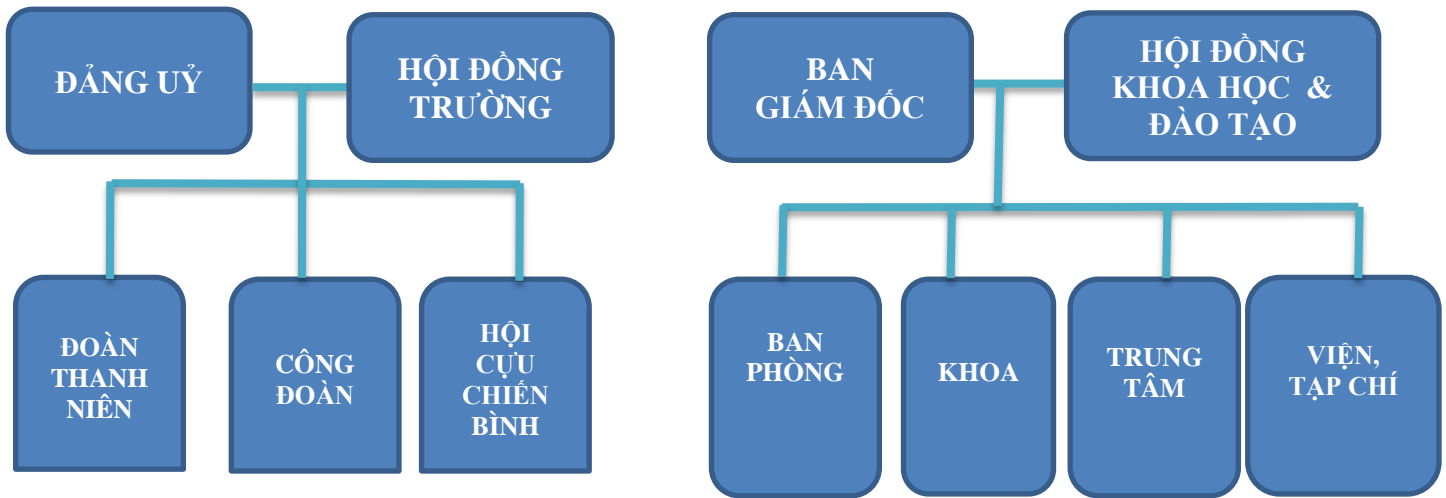 ĐẢNG UỶ
HỘI ĐỒNG
TRƯỜNG
BAN
GIÁM ĐỐC
HỘI ĐỒNG
KHOA HỌC &
ĐÀO TẠO
ĐOÀN
THANH
NIÊN
CÔNG
ĐOÀN
HỘI
CỰU
CHIẾN
BÌNH
BAN
PHÒNG
KHOA
TRUNG
TÂM
VIỆN,
TẠP CHÍ